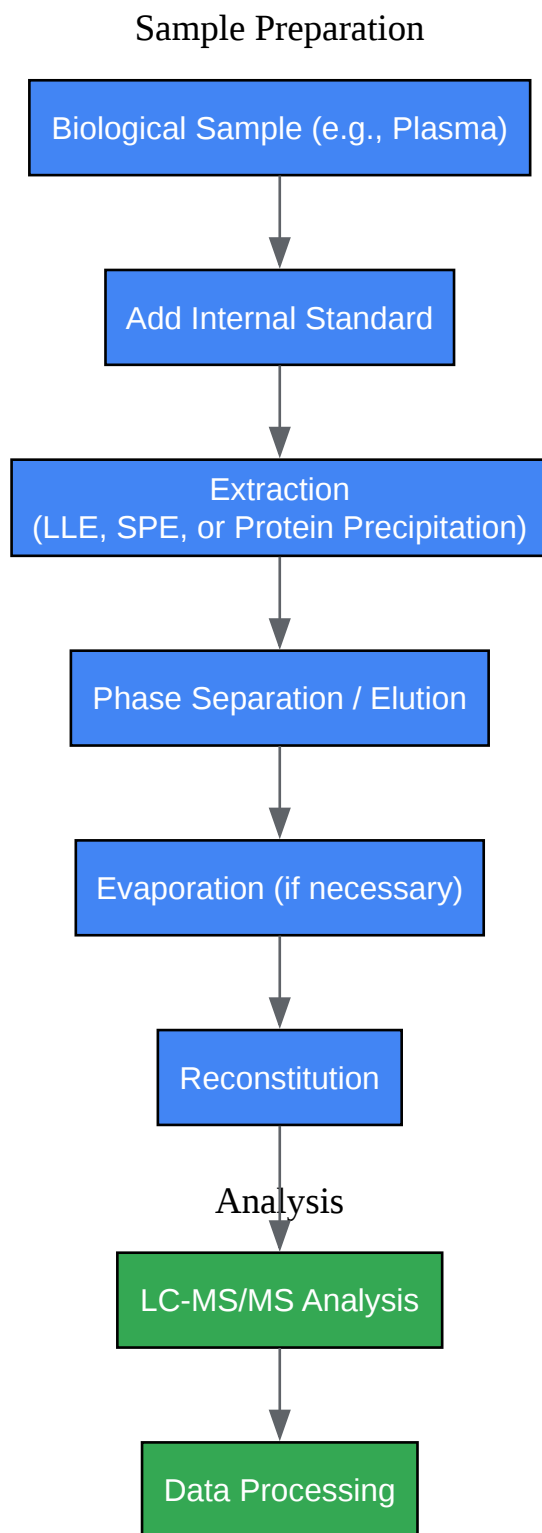 Sample Preparation
Biological Sample (e.g., Plasma)
Add Internal Standard
Extraction
(LLE, SPE, or Protein Precipitation)
Phase Separation / Elution
Evaporation (if necessary)
Reconstitution
Analysis
LC-MS/MS Analysis
Data Processing